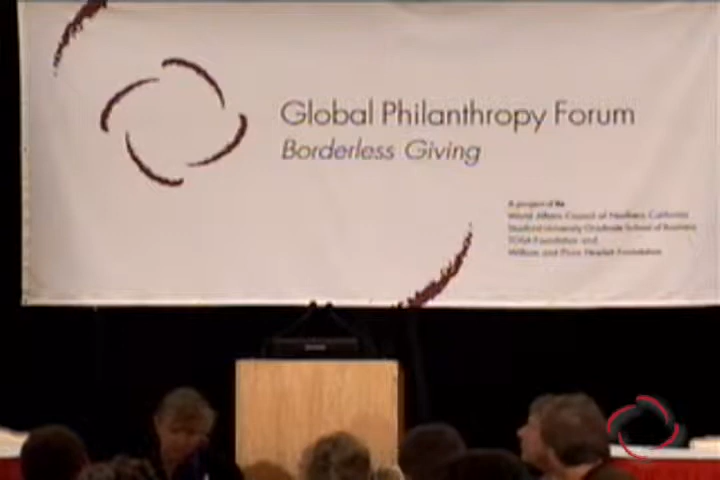 Global Philanthropy Forum
Borderless Giving
A project of the
World Affairs Council of Northern California
Stanford University Graduate School of Business
TOSA Foundation and
William and Flora Hewlett Foundation